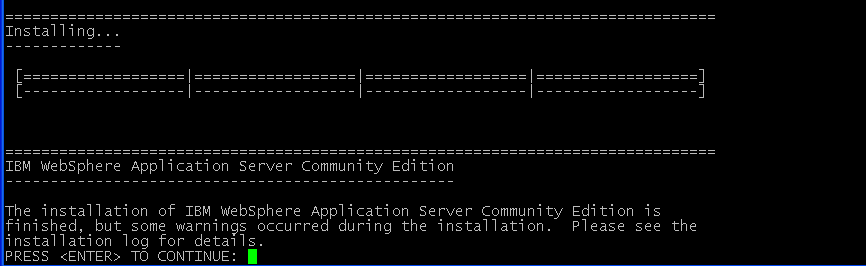 ===============================================================================
Installing...
-------------
[==================|==================|==================|==================]
[------------------|------------------|------------------|------------------]
===============================================================================
IBM WebSphere Application Server Community Edition
--------------------------------------------------
The installation of IBM WebSphere Application Server Community Edition is
finished, but some warnings occurred during the installation.  Please see the
installation log for details.
PRESS <ENTER> TO CONTINUE: